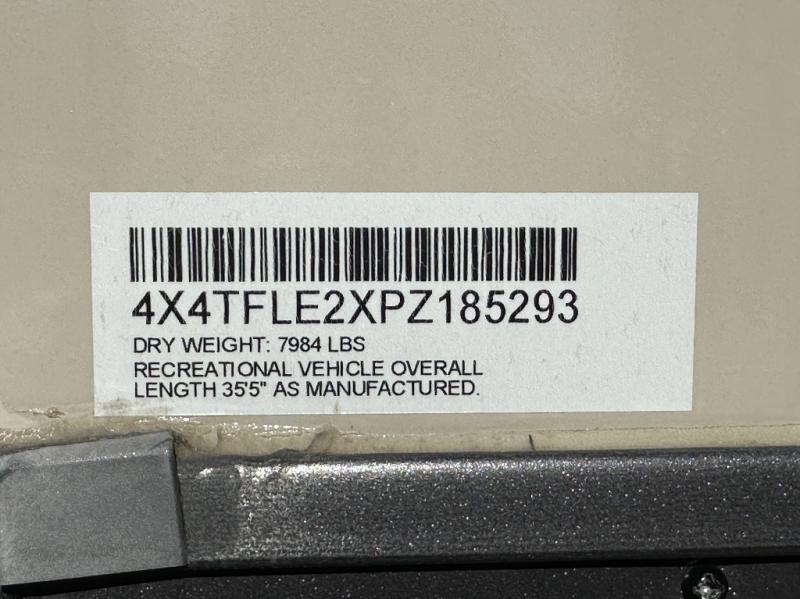 4X4TFLE2XPZ185293
DRY WEIGHT: 7984 LBS
RECREATIONAL VEHICLE OVERALL
LENGTH 35'5" AS MANUFACTURED.